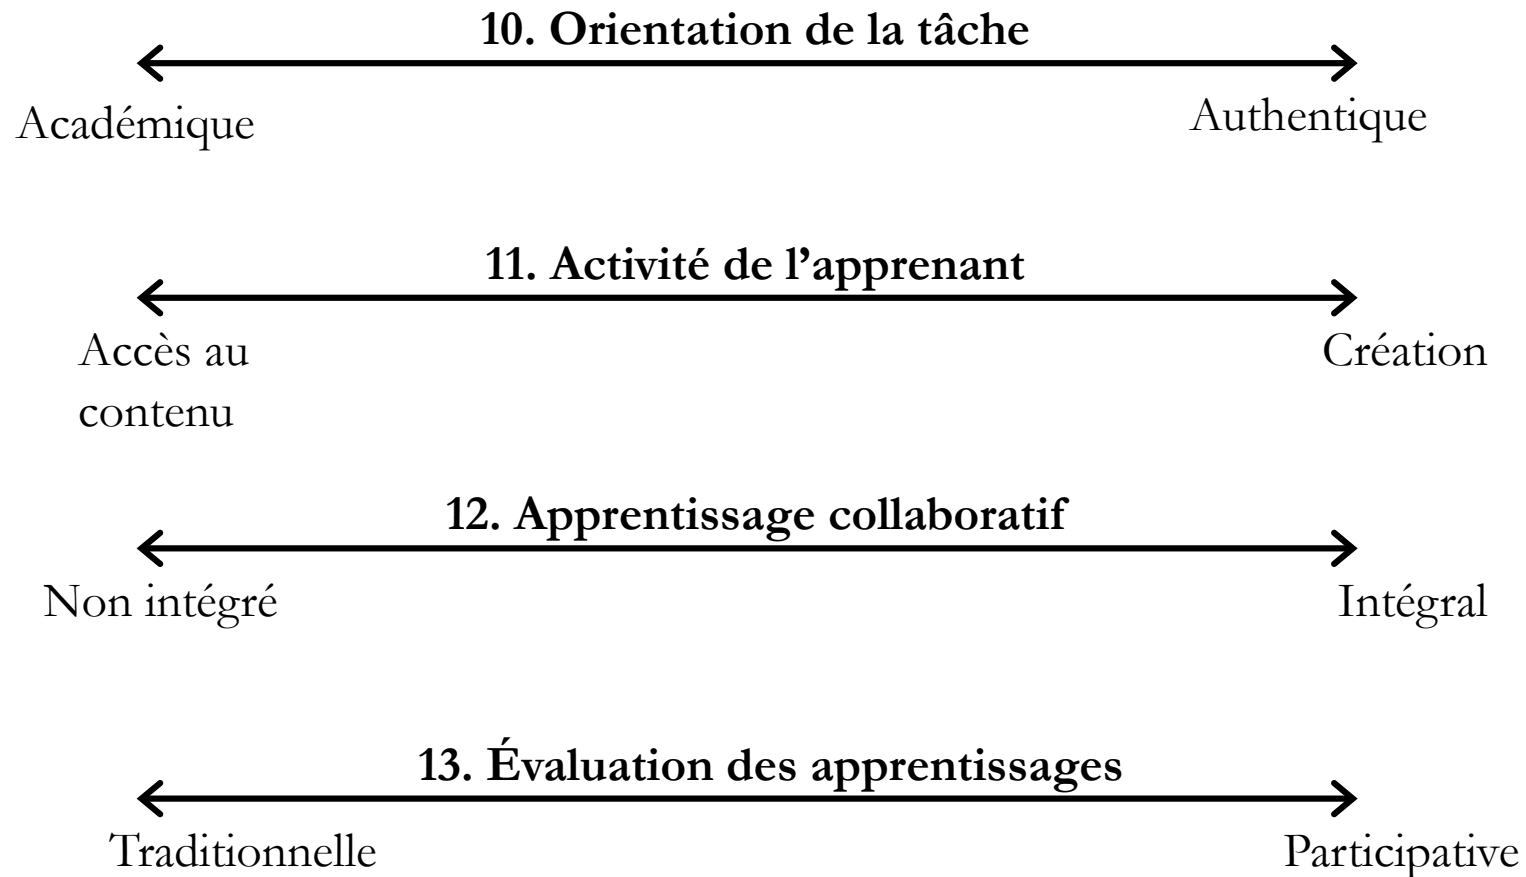 10. Orientation de la tâche
Académique
Authentique
11. Activité de l’apprenant
Accès au
contenu
Création
12. Apprentissage collaboratif
Non intégré
Intégral
13. Évaluation des apprentissages
Traditionnelle
Participative